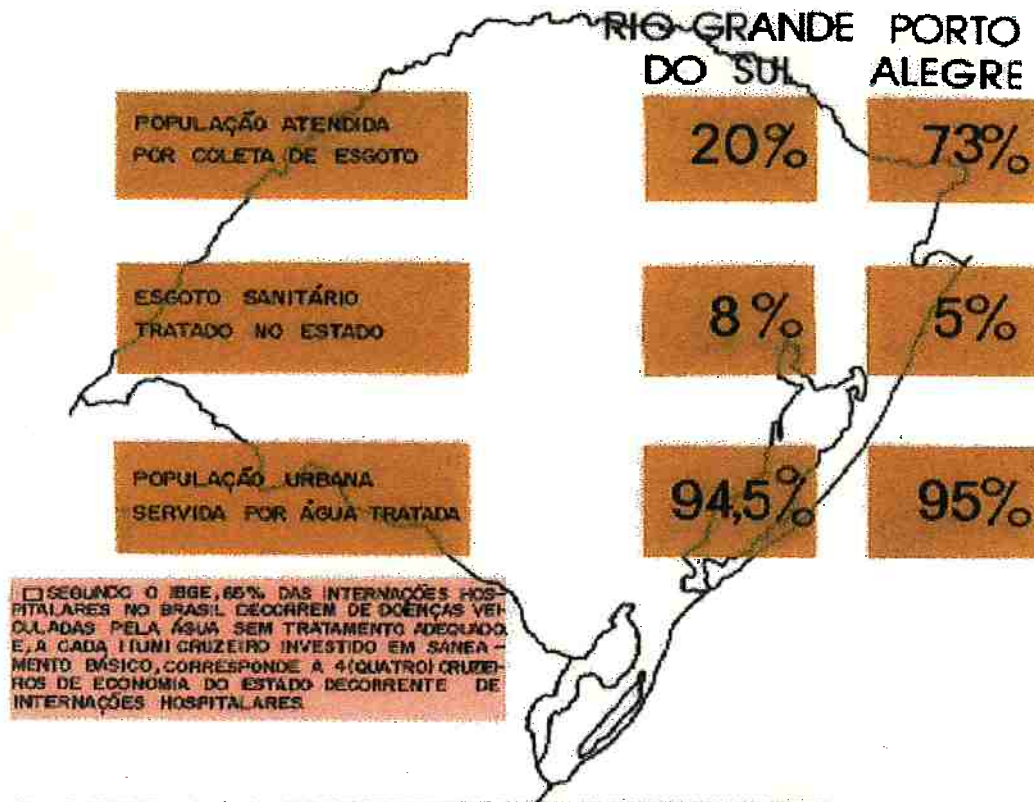 RIO GRANDE PORTO
DO SUL ALEGRE
POPULAÇÃO ATENDIDA
POR COLETA DE ESGOTO
20%
73%
ESGOTO SANITÁRIO
TRATADO NO ESTADO
8%
5%
POPULAÇÃO URBANA
SERVIDA POR ÁGUA TRATADA
94,5%
95%
□ SEGUNDO O IBGE, 65% DAS INTERNAÇÕES HOS-
PITALARES NO BRASIL DECORREM DE DOENÇAS VEI-
CULADAS PELA ÁGUA SEM TRATAMENTO ADEQUADO
E, A CADA 1(UM) CRUZEIRO INVESTIDO EM SANEA-
MENTO BÁSICO, CORRESPONDE A 4(QUATRO) CRUZEI-
ROS DE ECONOMIA DO ESTADO DECORRENTE DE
INTERNAÇÕES HOSPITALARES